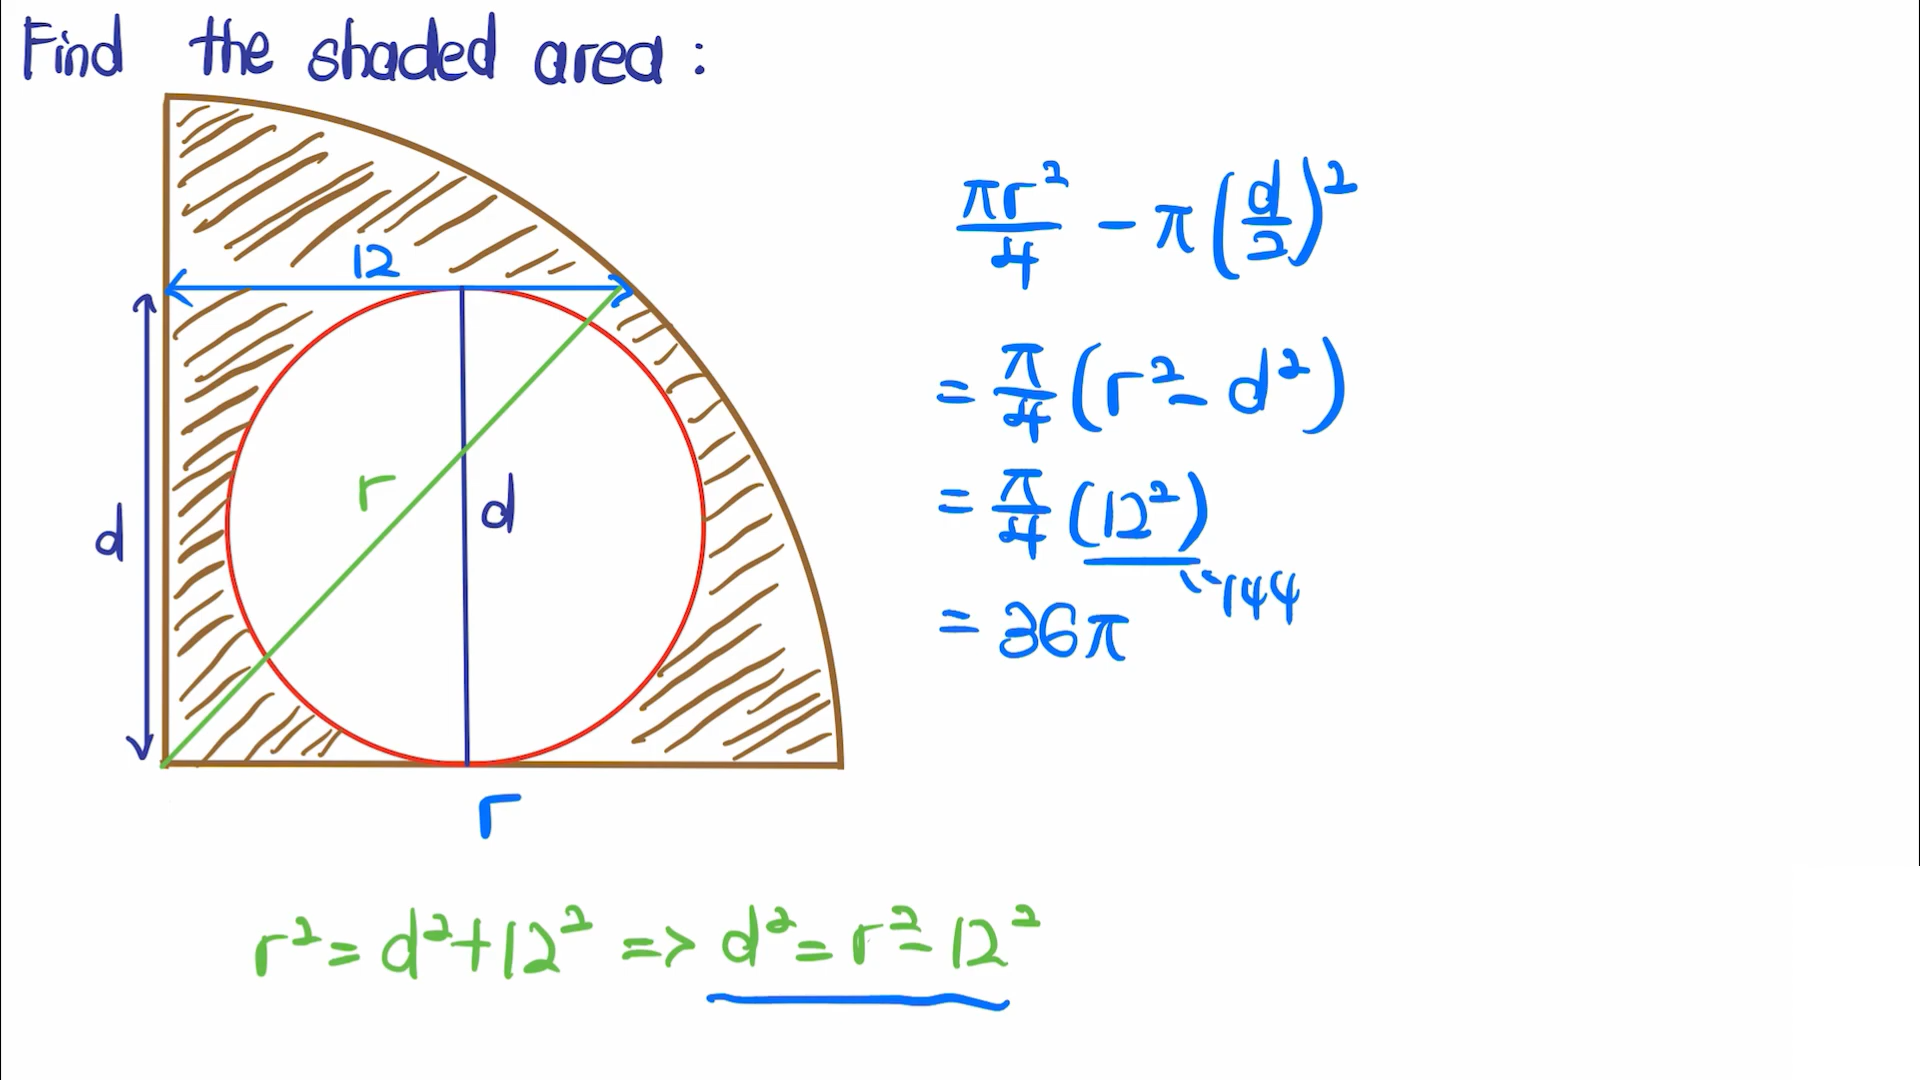 Find the shaded area :
12
d
r
d
r
πr²/4 - π(d/2)²
= π/4 (r² - d²)
= π/4 (12²)
144
= 36π
r² = d² + 12² => d² = r² - 12²